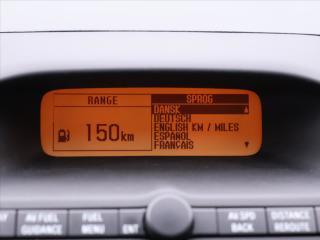 RANGE
150km
SPROG
DANSK
DEUTSCH
ENGLISH KM / MILES
ESPAÑOL
FRANÇAIS
AV FUEL
GUIDANCE
FUEL
MENU
ENT
AV SPD
BACK
DISTANCE
REROUTE